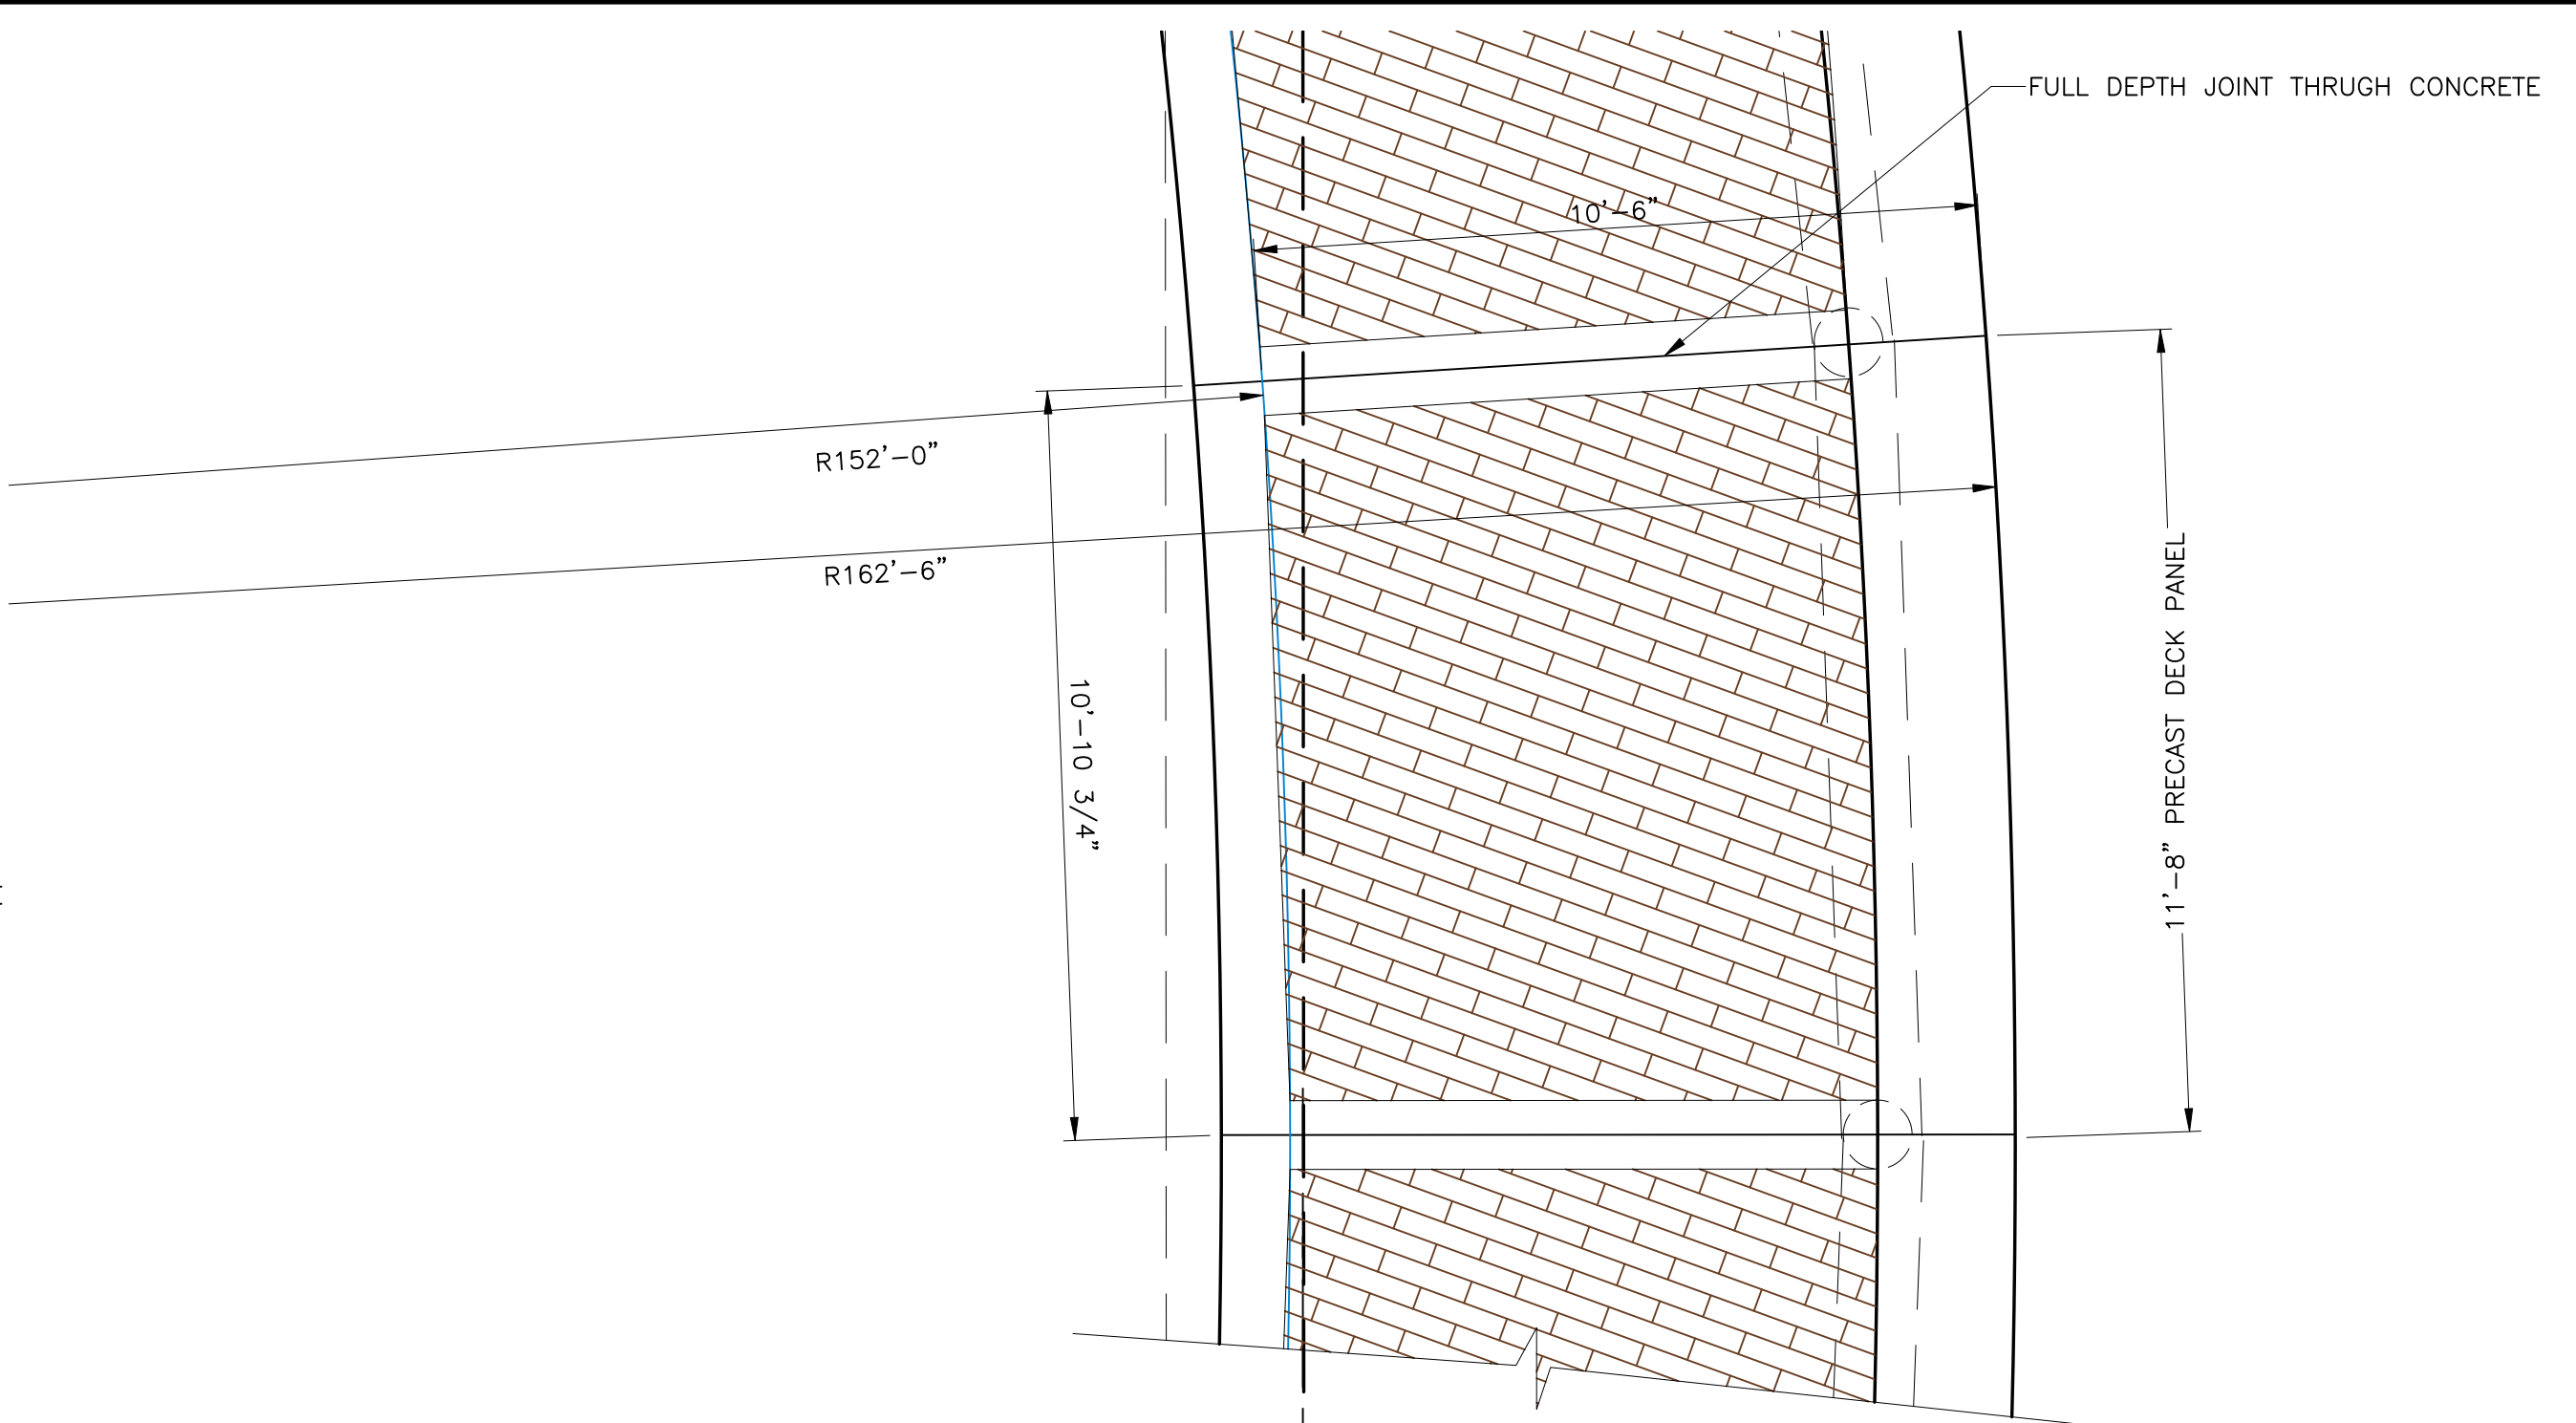 FULL DEPTH JOINT THRUGH CONCRETE
10'-6"
R152'-0"
R162'-6"
10'-10 3/4"
11'-8" PRECAST DECK PANEL